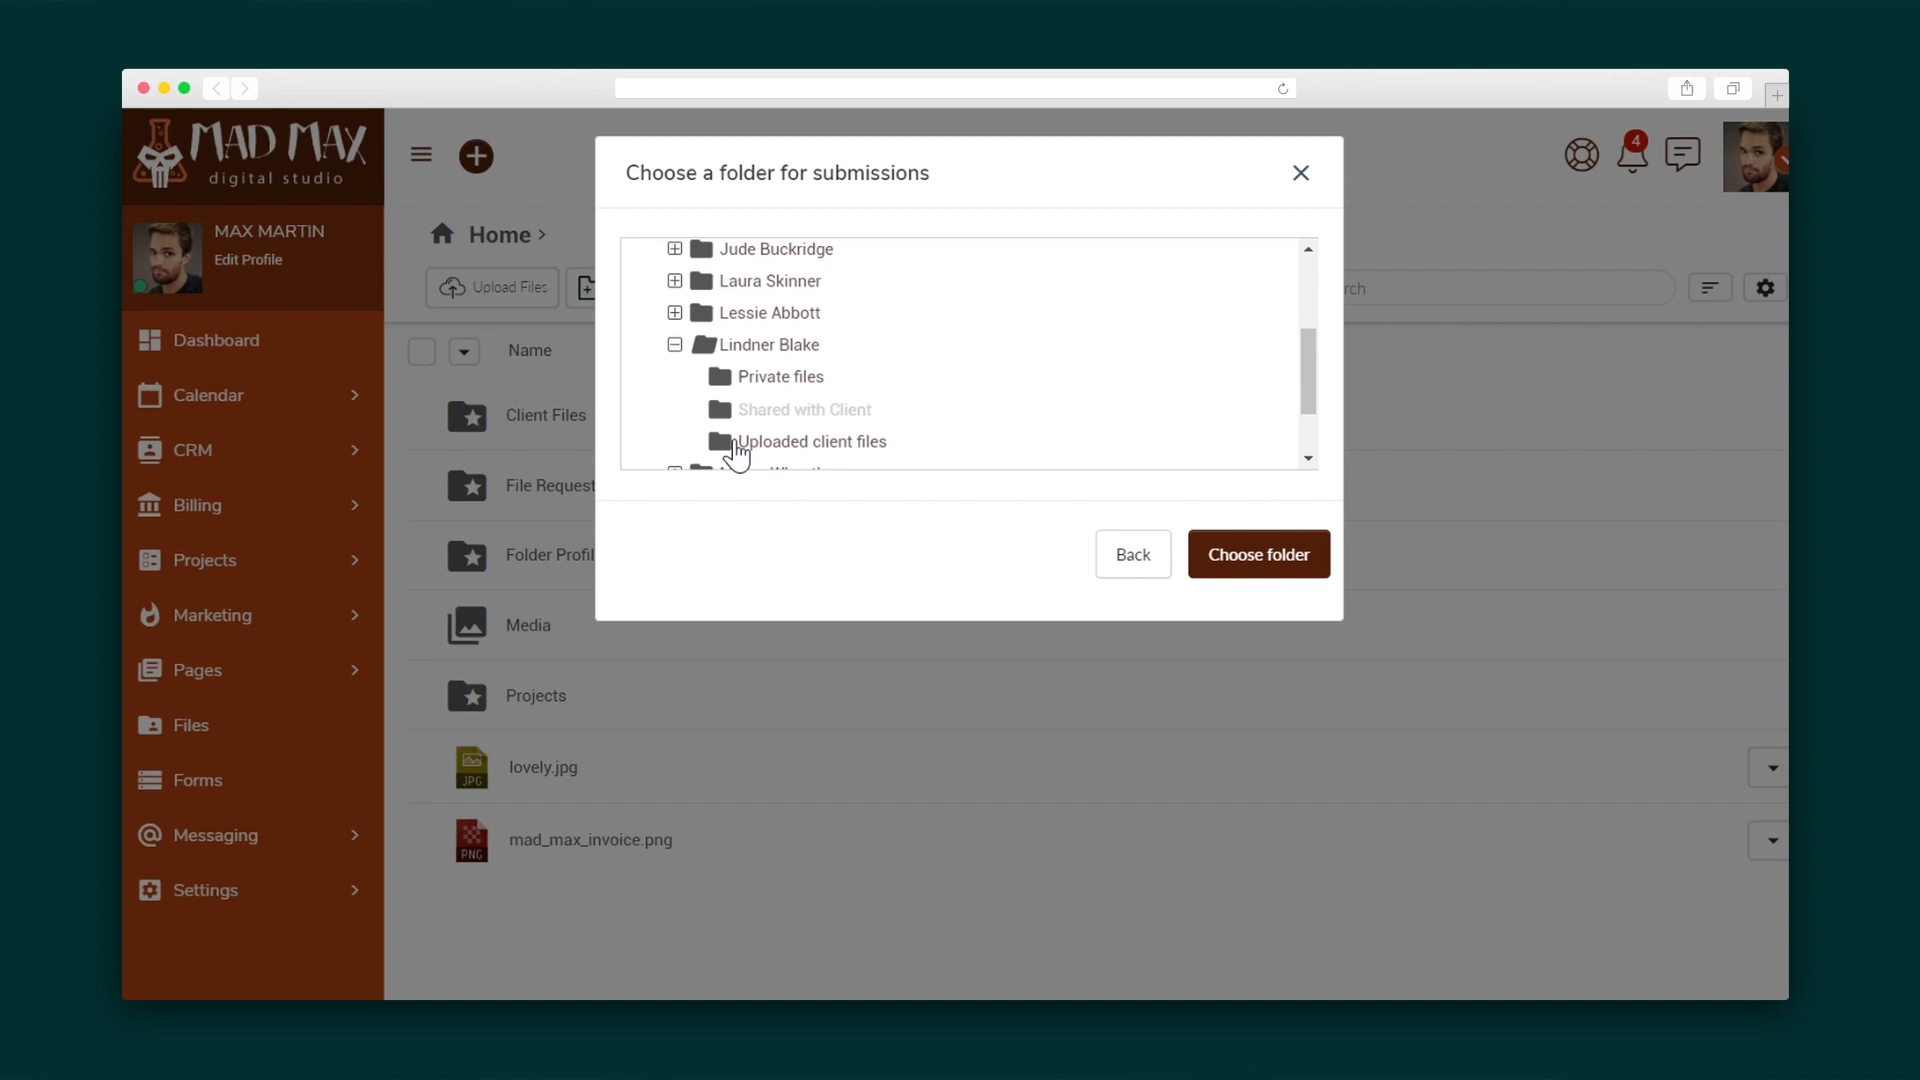 MAD MAX
digital studio
4
Choose a folder for submissions
MAX MARTIN
Edit Profile
Home
Upload Files
Jude Buckridge
Laura Skinner
Lessie Abbott
Lindner Blake
Private files
Shared with Client
Uploaded client files
Back
Choose folder
Name
Dashboard
Calendar
CRM
Billing
Projects
Marketing
Pages
Files
Forms
Messaging
Settings
Client Files
File Request
Folder Profil
Media
Projects
JPG
lovely.jpg
PNG
mad_max_invoice.png